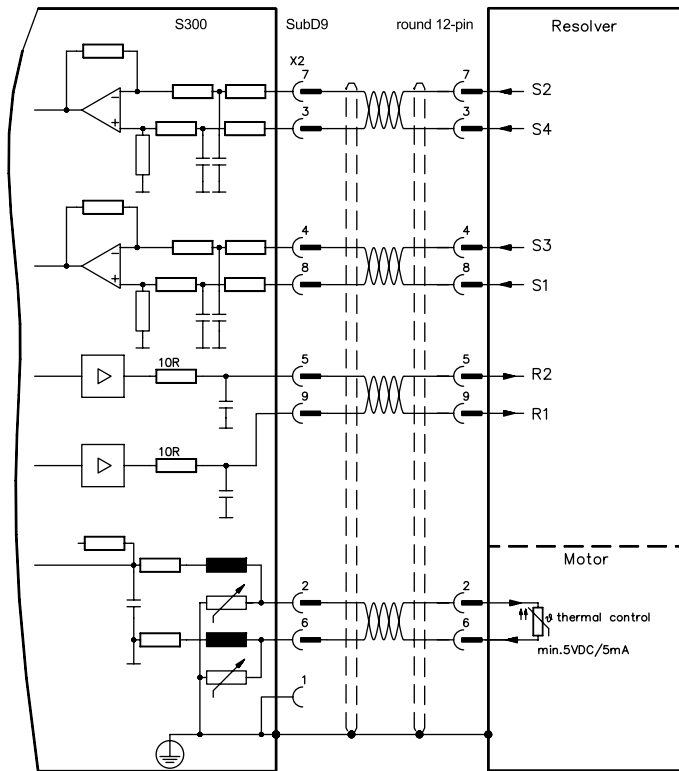 S300 SubD9 round 12-pin Resolver
X2
7 7 S2
3 3 S4
4 4 S3
8 8 S1
10R 5 5 R2
9 9 R1
10R
Motor
2 2
ϑ thermal control
6 6
min.5VDC/5mA
1